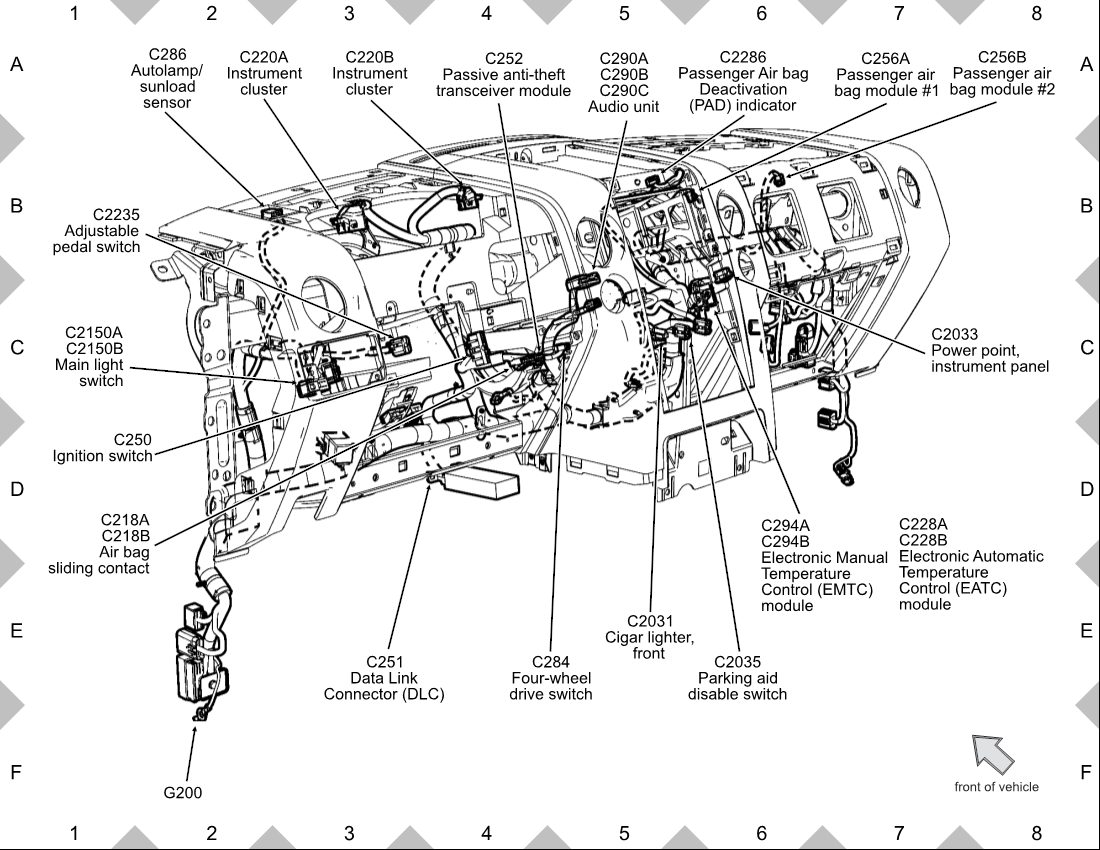 1 2 3 4 5 6 7 8
A
A
C286
Autolamp/
sunload
sensor
C220A
Instrument
cluster
C220B
Instrument
cluster
C252
Passive anti-theft
transceiver module
C290A
C290B
C290C
Audio unit
C2286
Passenger Air bag
Deactivation
(PAD) indicator
C256A
Passenger air
bag module #1
C256B
Passenger air
bag module #2
B
B
C2235
Adjustable
pedal switch
C
C
C2150A
C2150B
Main light
switch
C2033
Power point,
instrument panel
C250
Ignition switch
D
D
C218A
C218B
Air bag
sliding contact
C294A
C294B
Electronic Manual
Temperature
Control (EMTC)
module
C228A
C228B
Electronic Automatic
Temperature
Control (EATC)
module
E
E
C251
Data Link
Connector (DLC)
C284
Four-wheel
drive switch
C2031
Cigar lighter,
front
C2035
Parking aid
disable switch
F
F
G200
front of vehicle
1 2 3 4 5 6 7 8